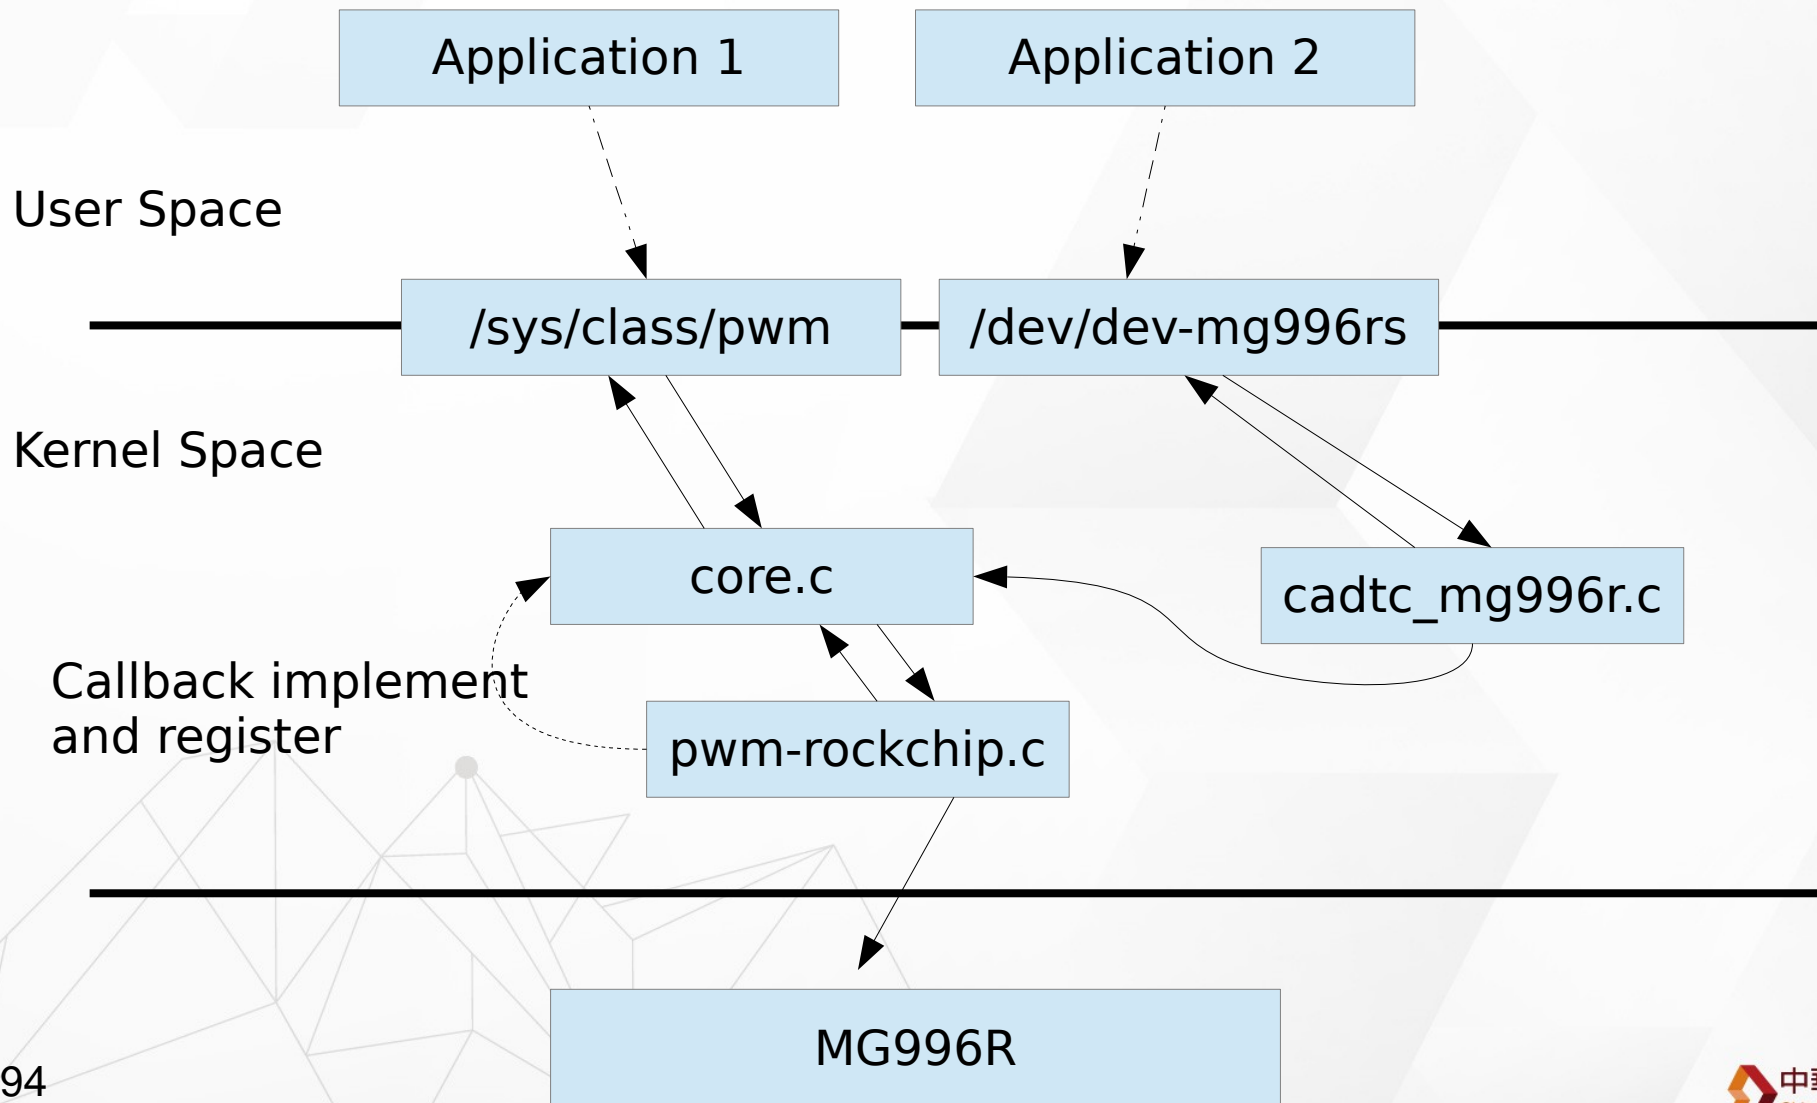 Application 1
Application 2
User Space
/sys/class/pwm
/dev/dev-mg996rs
Kernel Space
core.c
cadtc_mg996r.c
Callback implement
and register
pwm-rockchip.c
MG996R
94
中